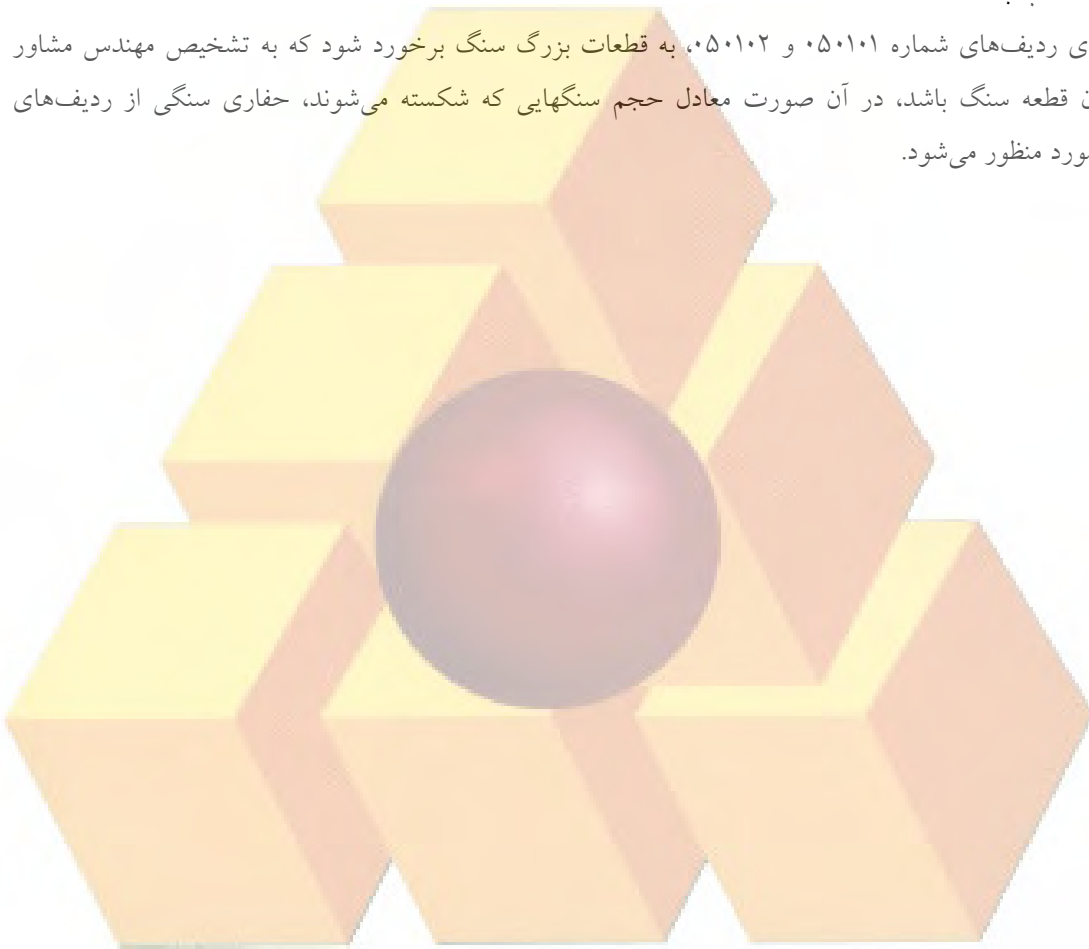 ی ردیف‌های شماره ۰۵۰۱۰۱ و ۰۵۰۱۰۲، به قطعات بزرگ سنگ برخورد شود که به تشخیص مهندس مشاور
ن قطعه سنگ باشد، در آن صورت معادل حجم سنگهایی که شکسته می‌شوند، حفاری سنگی از ردیف‌های
ورد منظور می‌شود.